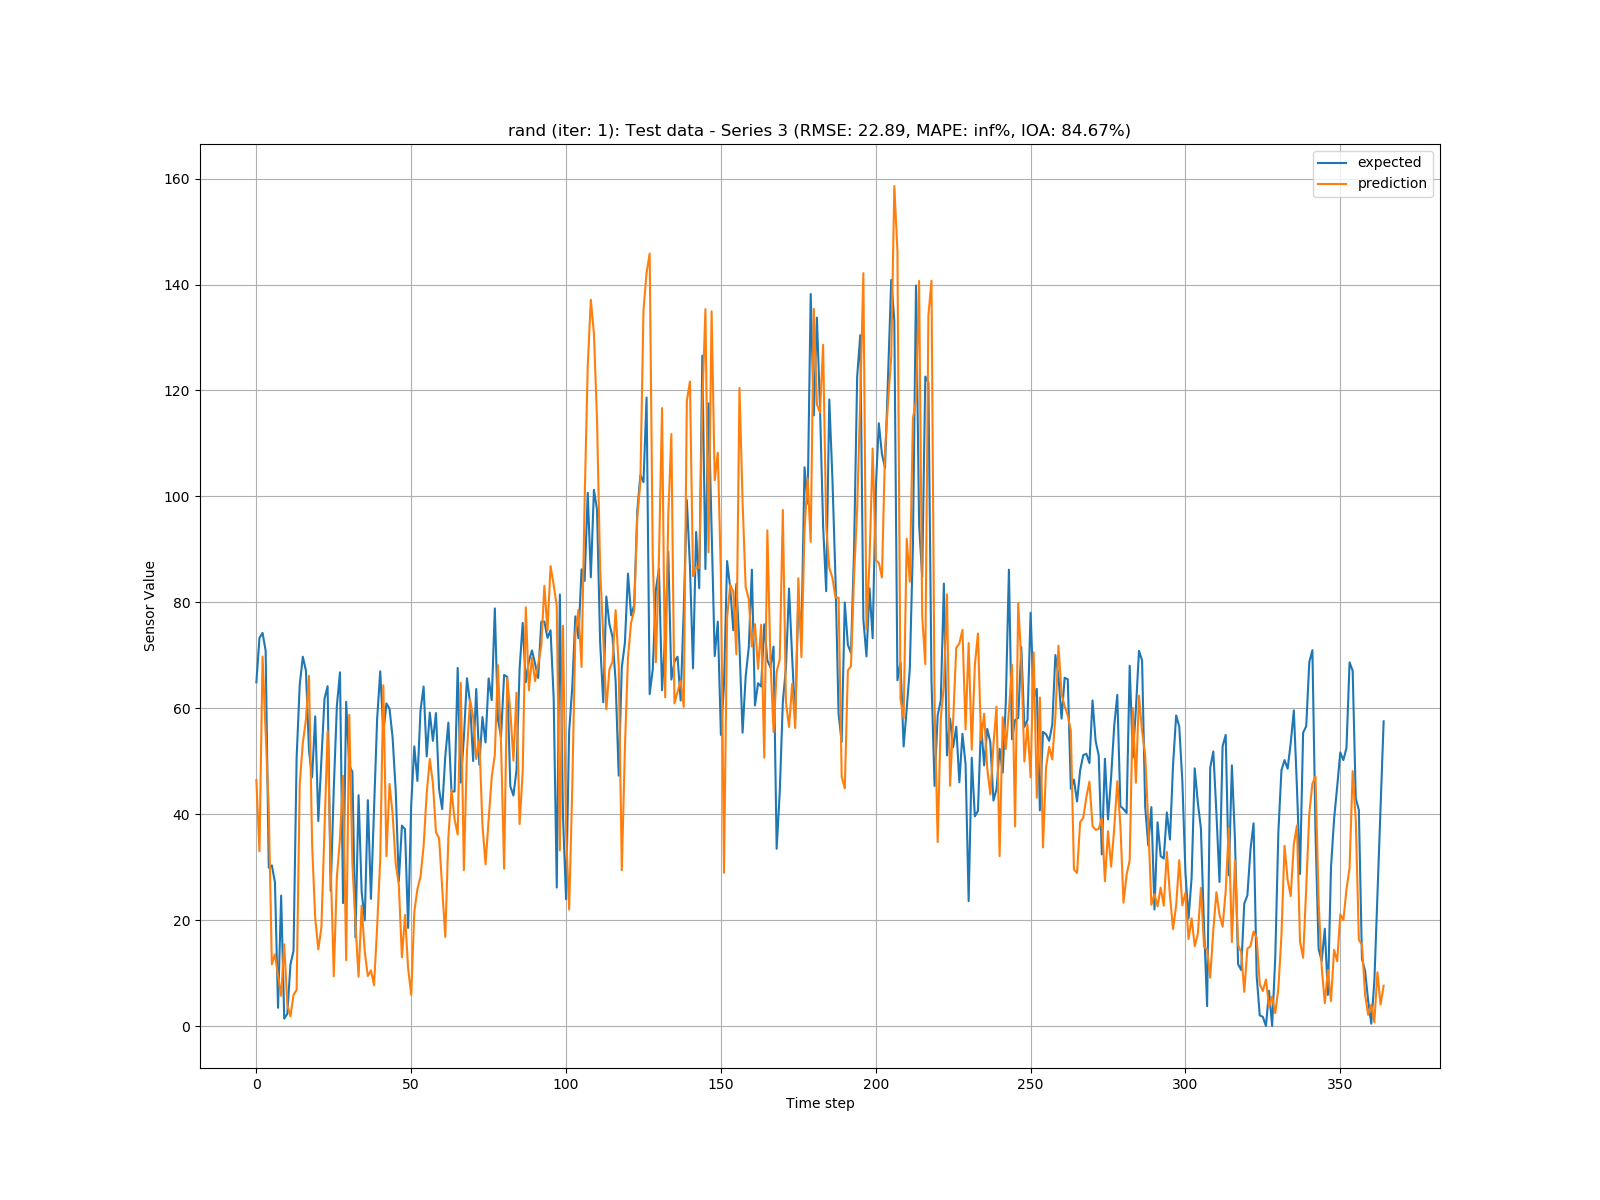 rand (iter: 1): Test data - Series 3 (RMSE: 22.89, MAPE: inf%, IOA: 84.67%)
expected
prediction
160
140
120
100
80
60
40
20
0
Sensor Value
0 50 100 150 200 250 300 350
Time step